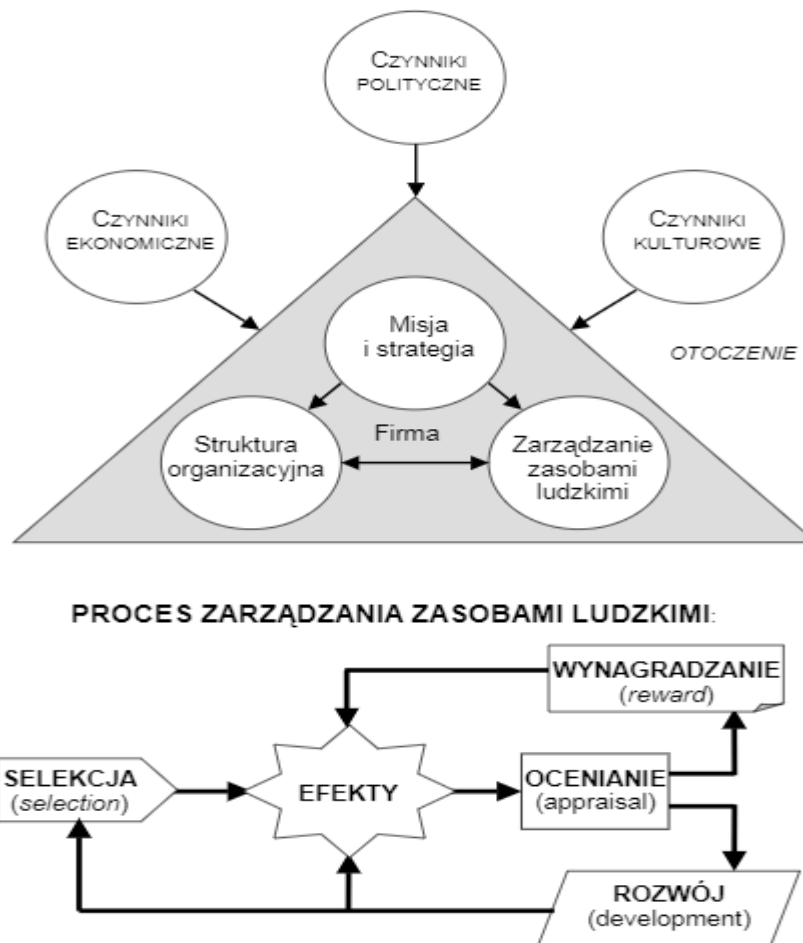 CZYNNIKI
POLITYCZNE
CZYNNIKI
EKONOMICZNE
CZYNNIKI
KULTUROWE
Misja
i strategia
OTOCZENIE
Firma
Struktura
organizacyjna
Zarządzanie
zasobami
ludzkimi
PROCES ZARZĄDZANIA ZASOBAMI LUDZKIMI:
WYNAGRADZANIE
(reward)
SELEKCJA
(selection)
EFEKTY
OCENIANIE
(appraisal)
ROZWÓJ
(development)